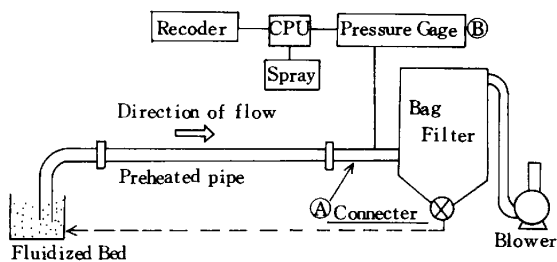 Recoder
CPU
Pressure Gage
B
Spray
Direction of flow
Bag
Filter
Preheated pipe
A
Connecter
Blower
Fluidized Bed